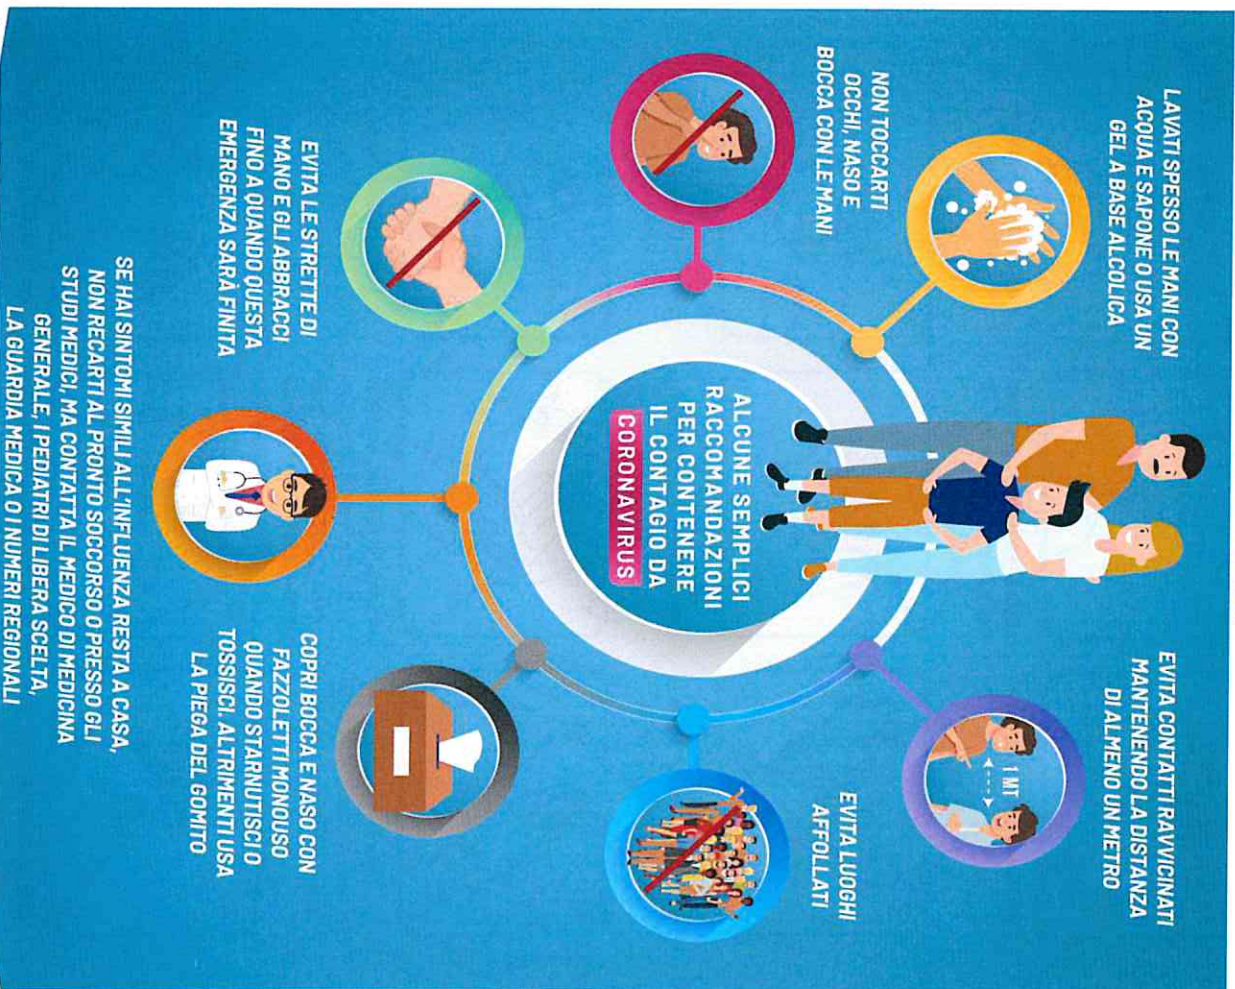 LAVATI SPESSO LE MANI CON
ACQUA E SAPONE O USA UN
GEL A BASE ALCOLICA
EVITA CONTATTI RAVVICINATI
MANTENENDO LA DISTANZA
DI ALMENO UN METRO
1 MT
NON TOCCARTI
OCCHI, NASO E
BOCCA CON LE MANI
ALCUNE SEMPLICI
RACCOMANDAZIONI
PER CONTENERE
IL CONTAGIO DA
CORONAVIRUS
EVITA LUOGHI
AFFOLLATI
EVITA LE STRETTE DI
MANO E GLI ABBRACCI
FINO A QUANDO QUESTA
EMERGENZA SARÀ FINITA
COPRI BOCCA E NASO CON
FAZZOLETTI MONOUSO
QUANDO STARNUTISCI O
TOSSISCI. ALTRIMENTI USA
LA PIEGA DEL GOMITO
SE HAI SINTOMI SIMILI ALL'INFLUENZA RESTA A CASA,
NON RECARTI AL PRONTO SOCCORSO O PRESSO GLI
STUDI MEDICI, MA CONTATTA IL MEDICO DI MEDICINA
GENERALE, I PEDIATRI DI LIBERA SCELTA,
LA GUARDIA MEDICA O I NUMERI REGIONALI